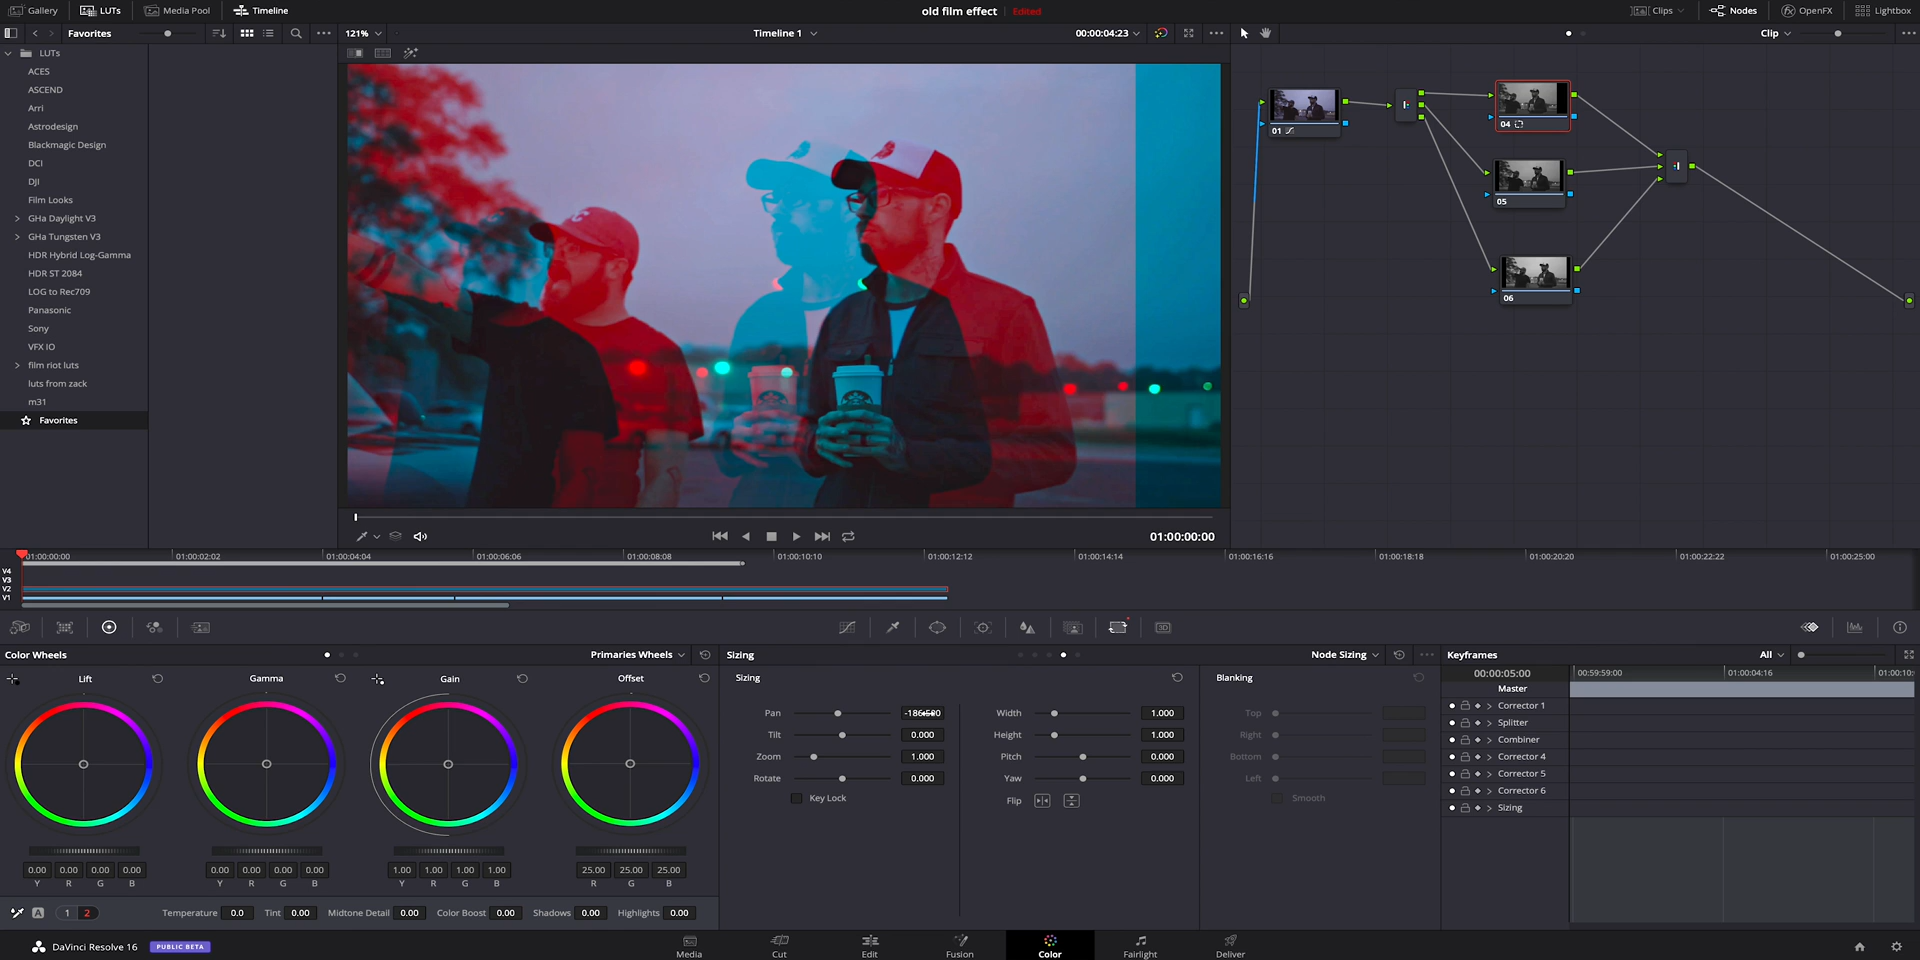 Gallery LUTs Media Pool Timeline old film effect Edited Clips Nodes OpenFX Lightbox
Favorites 121% Timeline 1 00:00:04:23 Clip
LUTs
ACES
ASCEND
Arri
Astrodesign
Blackmagic Design
DCI
DJI
Film Looks
GHa Daylight V3
GHa Tungsten V3
HDR Hybrid Log-Gamma
HDR ST 2084
LOG to Rec709
Panasonic
Sony
VFX IO
film riot luts
luts from zack
m31
Favorites
01
04
05
06
01:00:00:00
01:00:00:00 01:00:02:02 01:00:04:04 01:00:06:06 01:00:08:08 01:00:10:10 01:00:12:12 01:00:14:14 01:00:16:16 01:00:18:18 01:00:20:20 01:00:22:22 01:00:25:00
V4
V3
V2
V1
3D
Color Wheels Primaries Wheels
Lift Gamma Gain Offset
0.00 0.00 0.00 0.00 0.00 0.00 0.00 0.00 1.00 1.00 1.00 1.00 25.00 25.00 25.00
Y R G B Y R G B Y R G B R G B
A 1 2 Temperature 0.0 Tint 0.00 Midtone Detail 0.00 Color Boost 0.00 Shadows 0.00 Highlights 0.00
Sizing Node Sizing
Sizing
Pan
Tilt 0.000
Zoom 1.000
Rotate 0.000
Key Lock
Width 1.000
Height 1.000
Pitch 0.000
Yaw 0.000
Flip
Blanking
Top
Right
Bottom
Left
Smooth
Keyframes All
00:00:05:00 00:59:59:00 01:00:04:16 01:00:10:
Master
Corrector 1
Splitter
Combiner
Corrector 4
Corrector 5
Corrector 6
Sizing
DaVinci Resolve 16 PUBLIC BETA Media Cut Edit Fusion Color Fairlight Deliver